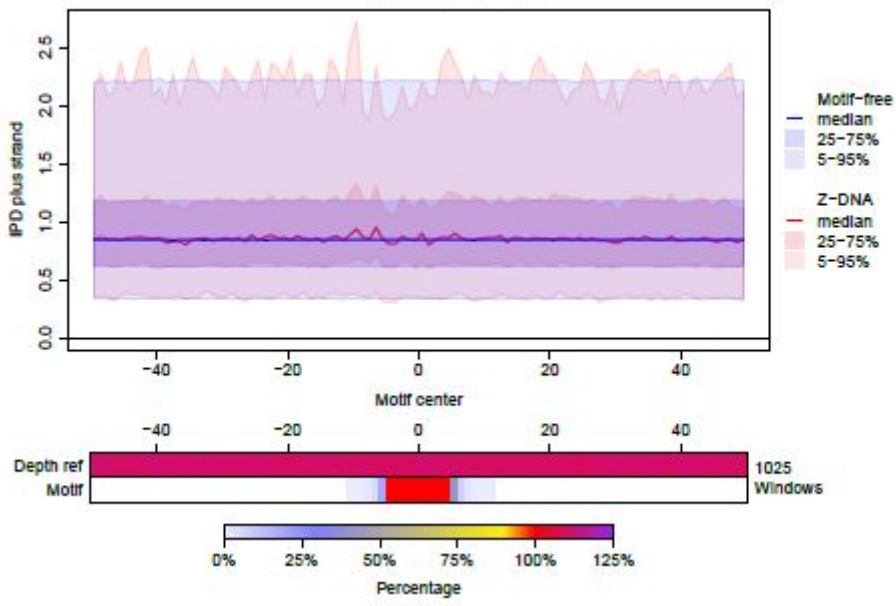 2.5
2.0
1.5
1.0
0.5
0.0
IPD plus strand
-40 -20 0 20 40
Motif center
Motif-free
median
25-75%
5-95%
Z-DNA
median
25-75%
5-95%
-40 -20 0 20 40
Depth ref 1025
Motif Windows
0% 25% 50% 75% 100% 125%
Percentage